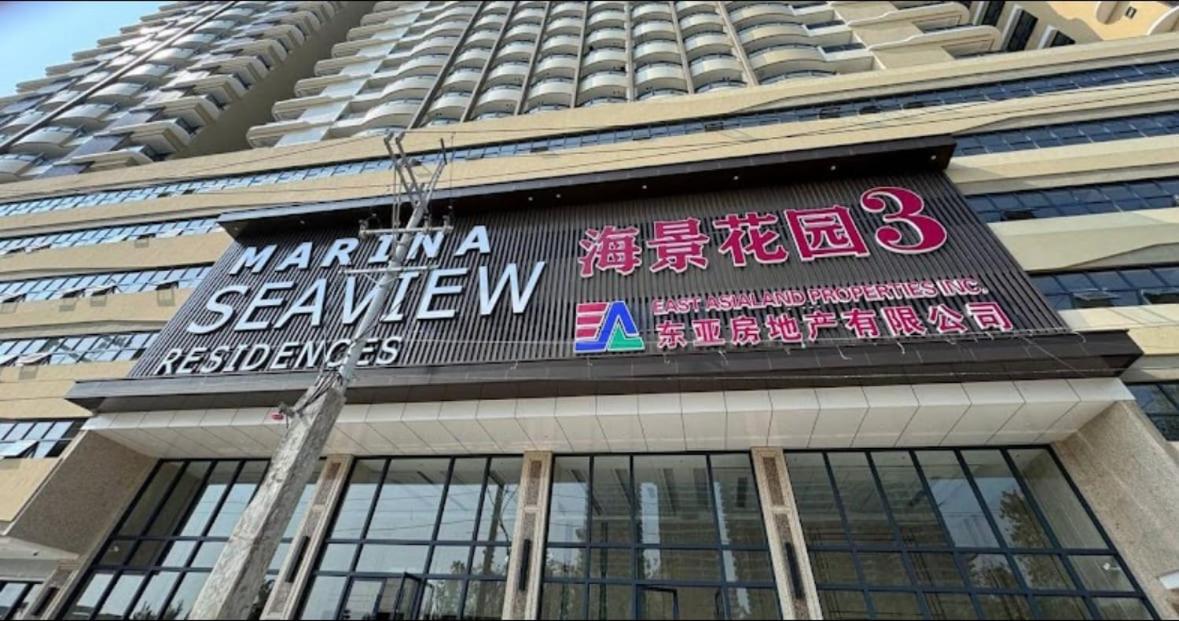 MARINA
SEAVIEW
RESIDENCES
海景花园3
EA
EAST ASIALAND PROPERTIES INC.
东亚房地产有限公司